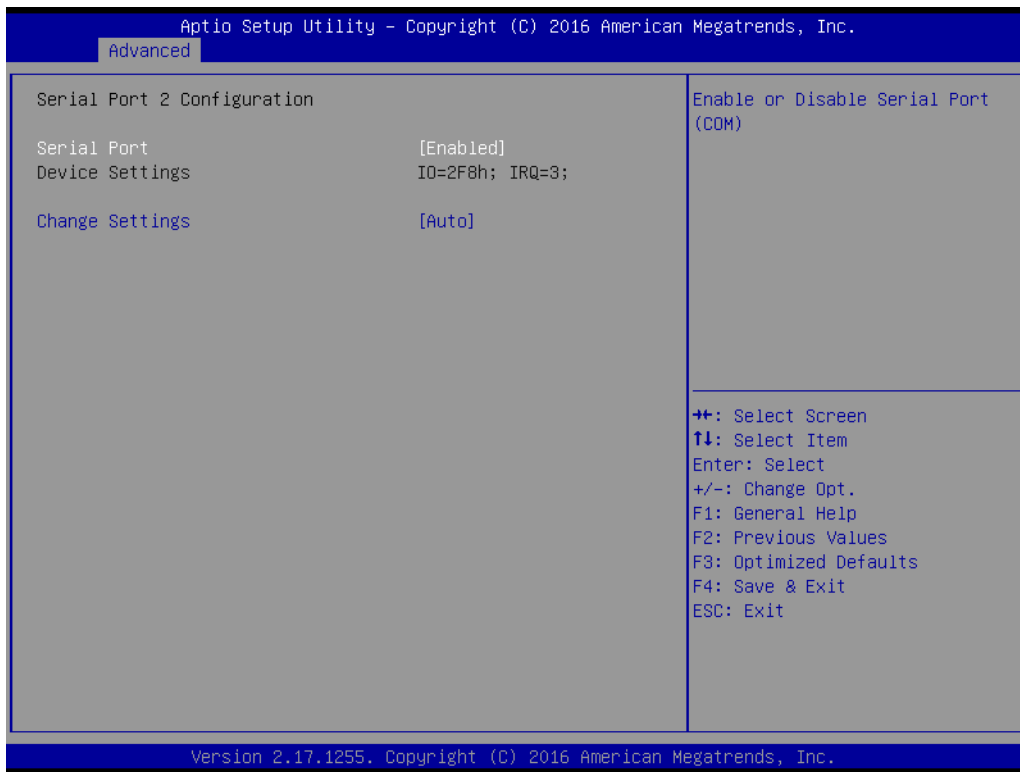 Aptio Setup Utility – Copyright (C) 2016 American Megatrends, Inc.
Advanced
Serial Port 2 Configuration
Serial Port [Enabled]
Device Settings IO=2F8h; IRQ=3;
Change Settings [Auto]
Enable or Disable Serial Port
(COM)
→←: Select Screen
↑↓: Select Item
Enter: Select
+/-: Change Opt.
F1: General Help
F2: Previous Values
F3: Optimized Defaults
F4: Save & Exit
ESC: Exit
Version 2.17.1255. Copyright (C) 2016 American Megatrends, Inc.